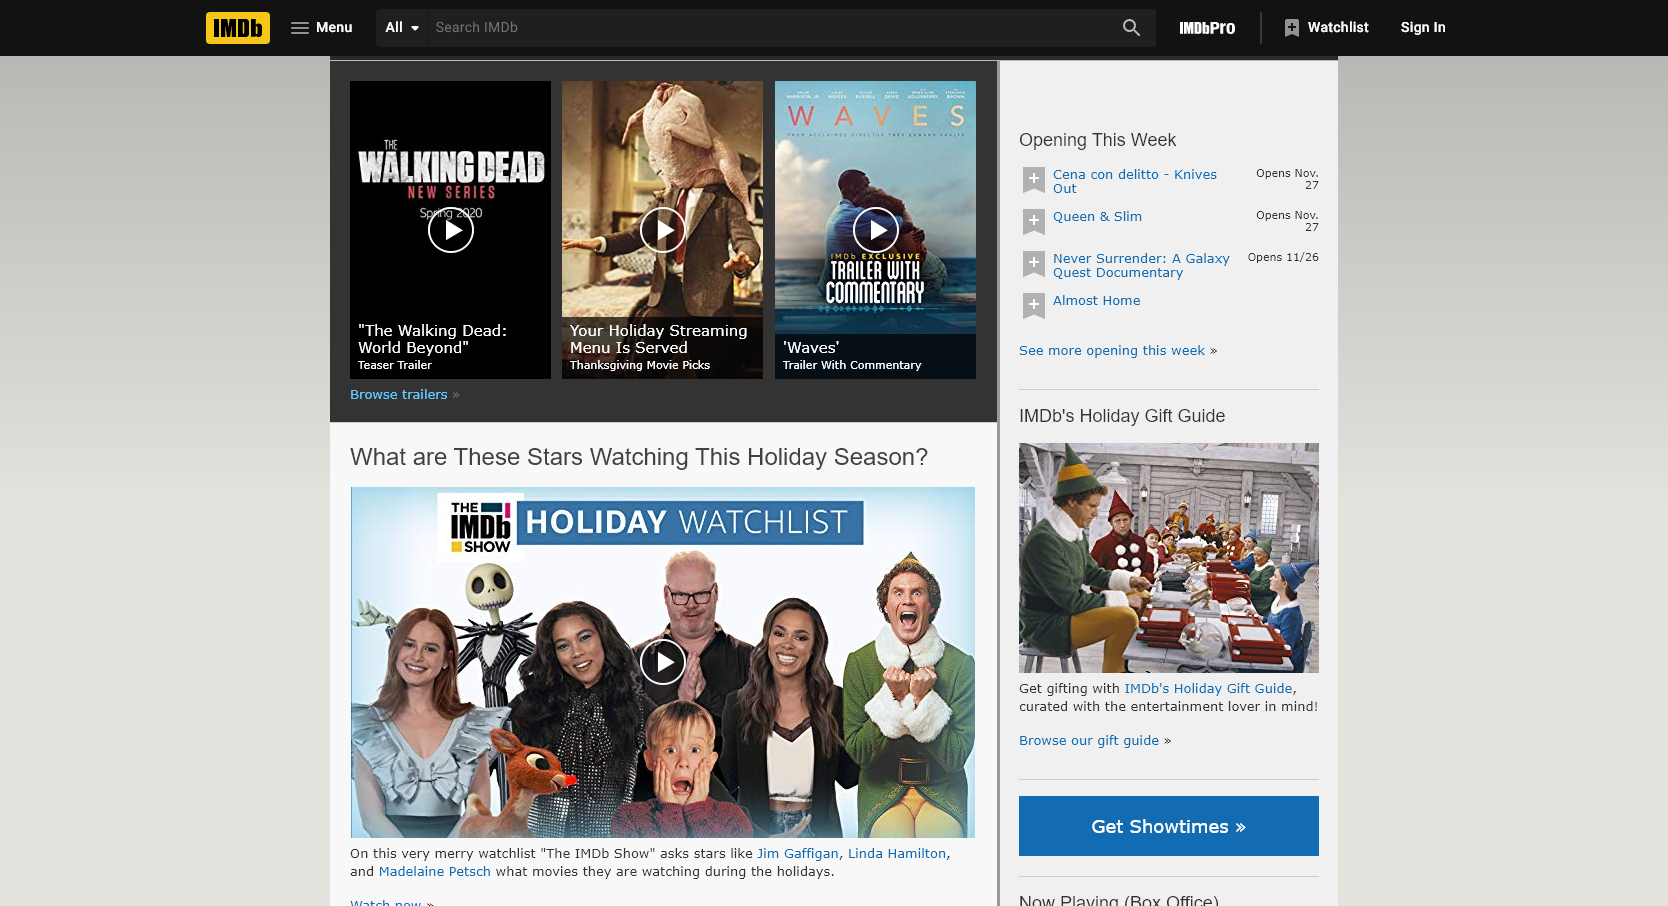 IMDb
Menu
All
Search IMDb
IMDbPro
Watchlist
Sign In
THE
WALKING DEAD
NEW SERIES
Spring 2020
"The Walking Dead:
World Beyond"
Teaser Trailer
Your Holiday Streaming
Menu Is Served
Thanksgiving Movie Picks
WAVES
IMDb EXCLUSIVE
TRAILER WITH
COMMENTARY
'Waves'
Trailer With Commentary
Browse trailers »
What are These Stars Watching This Holiday Season?
THE
IMDb
SHOW
HOLIDAY WATCHLIST
On this very merry watchlist "The IMDb Show" asks stars like Jim Gaffigan, Linda Hamilton,
and Madelaine Petsch what movies they are watching during the holidays.
Watch now »
Opening This Week
Cena con delitto - Knives
Out
Opens Nov.
27
Queen & Slim
Opens Nov.
27
Never Surrender: A Galaxy
Quest Documentary
Opens 11/26
Almost Home
See more opening this week »
IMDb's Holiday Gift Guide
Get gifting with IMDb's Holiday Gift Guide,
curated with the entertainment lover in mind!
Browse our gift guide »
Get Showtimes »
Now Playing (Box Office)